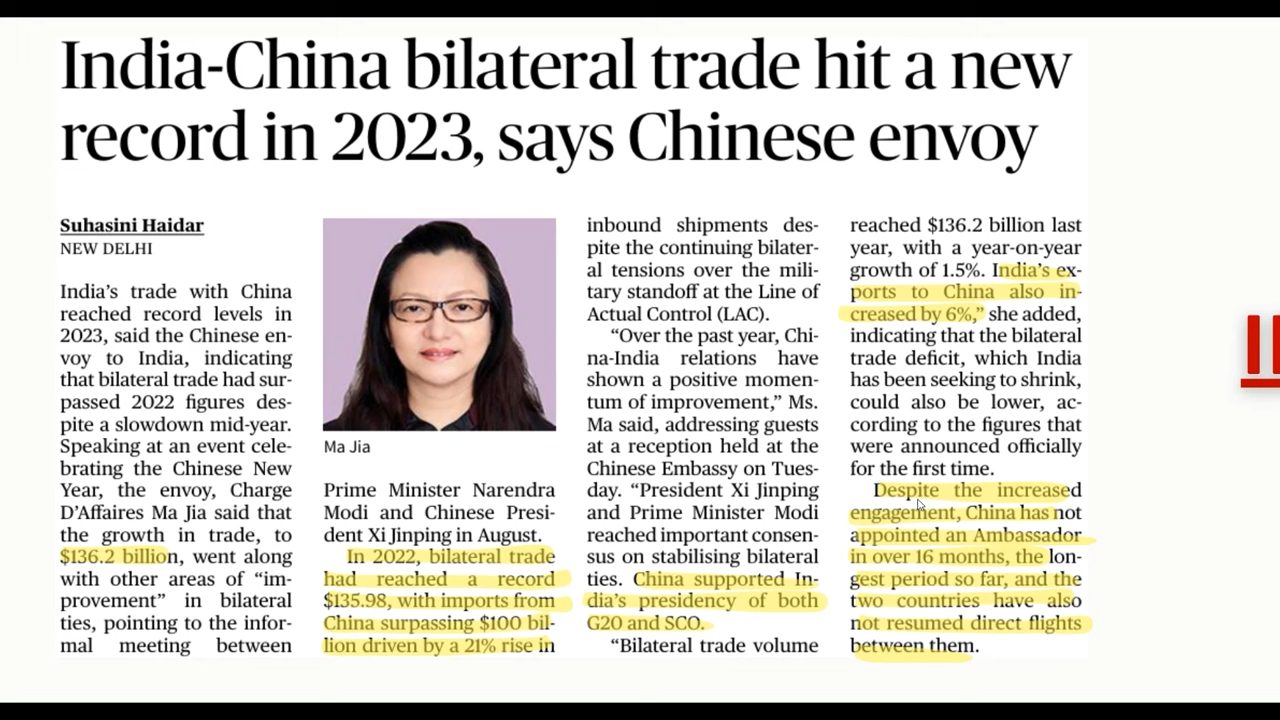 India-China bilateral trade hit a new
record in 2023, says Chinese envoy
Suhasini Haidar
NEW DELHI
India's trade with China
reached record levels in
2023, said the Chinese en-
voy to India, indicating
that bilateral trade had sur-
passed 2022 figures des-
pite a slowdown mid-year.
Speaking at an event cele-
brating the Chinese New
Year, the envoy, Charge
D'Affaires Ma Jia said that
the growth in trade, to
$136.2 billion, went along
with other areas of "im-
provement" in bilateral
ties, pointing to the infor-
mal meeting between
Ma Jia
Prime Minister Narendra
Modi and Chinese Presi-
dent Xi Jinping in August.
In 2022, bilateral trade
had reached a record
$135.98, with imports from
China surpassing $100 bil-
lion driven by a 21% rise in
inbound shipments des-
pite the continuing bilater-
al tensions over the mili-
tary standoff at the Line of
Actual Control (LAC).
"Over the past year, Chi-
na-India relations have
shown a positive momen-
tum of improvement," Ms.
Ma said, addressing guests
at a reception held at the
Chinese Embassy on Tues-
day. "President Xi Jinping
and Prime Minister Modi
reached important consen-
sus on stabilising bilateral
ties. China supported In-
dia's presidency of both
G20 and SCO.
"Bilateral trade volume
reached $136.2 billion last
year, with a year-on-year
growth of 1.5%. India's ex-
ports to China also in-
creased by 6%," she added,
indicating that the bilateral
trade deficit, which India
has been seeking to shrink,
could also be lower, ac-
cording to the figures that
were announced officially
for the first time.
Despite the increased
engagement, China has not
appointed an Ambassador
in over 16 months, the lon-
gest period so far, and the
two countries have also
not resumed direct flights
between them.